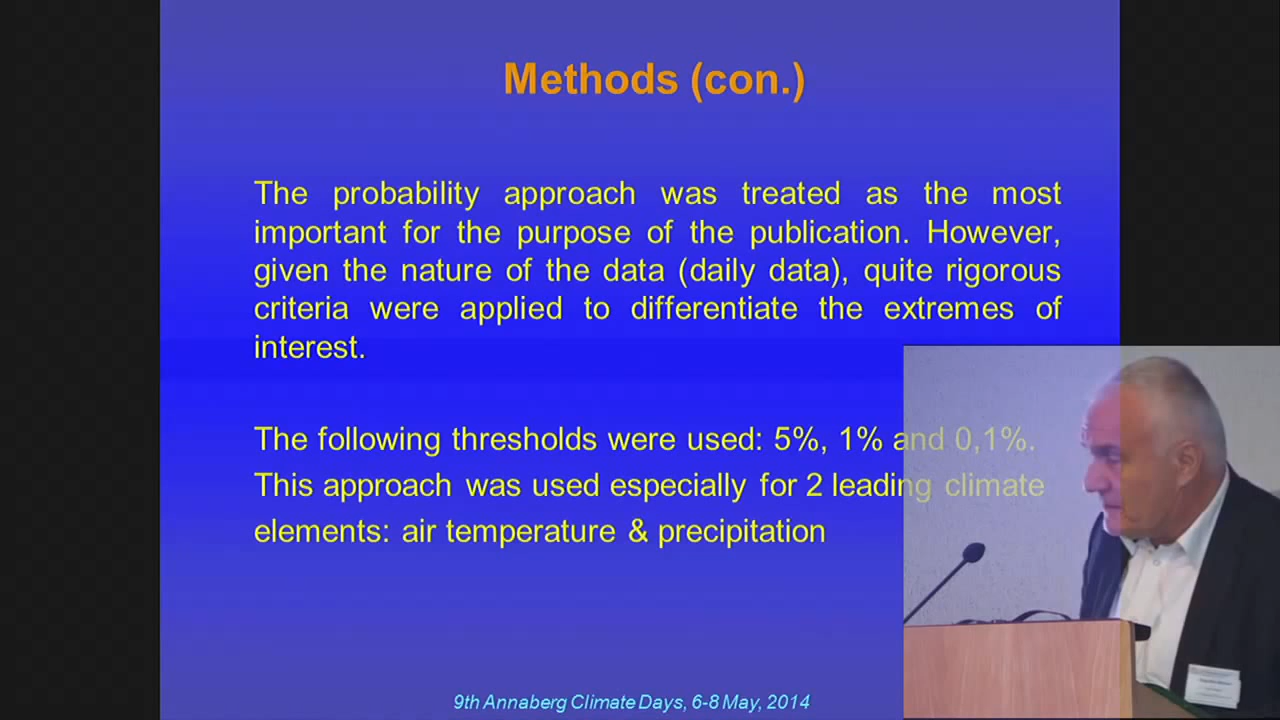 Methods (con.)
The probability approach was treated as the most
important for the purpose of the publication. However,
given the nature of the data (daily data), quite rigorous
criteria were applied to differentiate the extremes of
interest.
The following thresholds were used: 5%, 1% and 0,1%.
This approach was used especially for 2 leading climate
elements: air temperature & precipitation
9th Annaberg Climate Days, 6-8 May, 2014